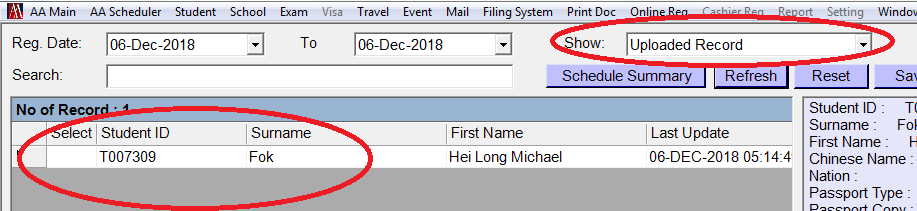 AA Main AA Scheduler Student School Exam Visa Travel Event Mail Filing System Print Doc Online Reg. Cashier Reg. Report Setting Window
Reg. Date: 06-Dec-2018 To 06-Dec-2018 Show: Uploaded Record
Search: Schedule Summary Refresh Reset Sav
No of Record : 1
Select Student ID Surname First Name Last Update
T007309 Fok Hei Long Michael 06-DEC-2018 05:14:49
Student ID : T0
Surname : Fok
First Name : H
Chinese Name :
Nation :
Passport Type :
Passport Copy :